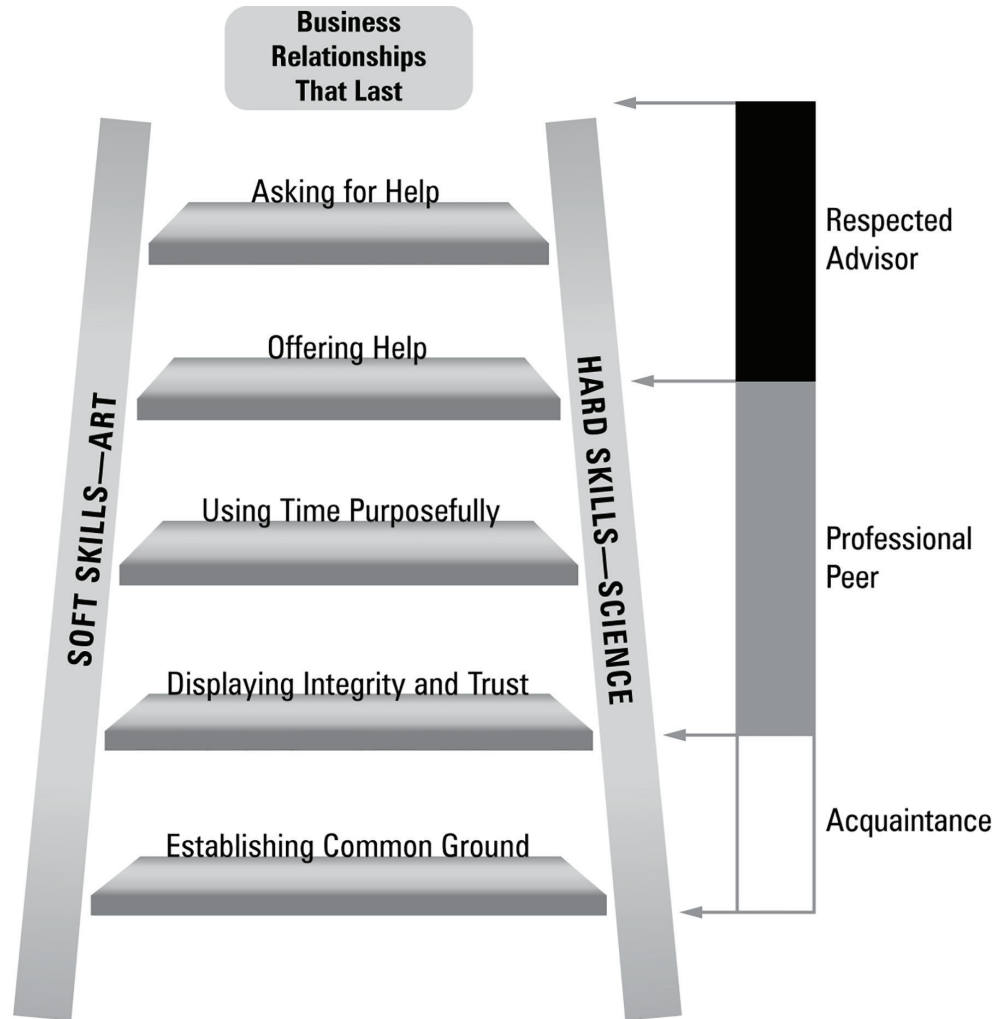 Business
Relationships
That Last
Asking for Help
Respected
Advisor
Offering Help
SOFT SKILLS—ART
HARD SKILLS—SCIENCE
Using Time Purposefully
Professional
Peer
Displaying Integrity and Trust
Acquaintance
Establishing Common Ground